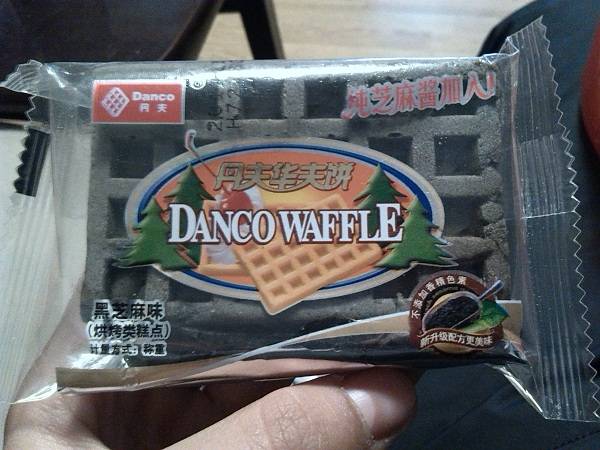 Danco
丹夫
纯芝麻酱加入!
丹夫华夫饼
DANCO WAFFLE
黑芝麻味
(烘烤类糕点)
计量方式:称重
不添加香精色素
新升级配方更美味